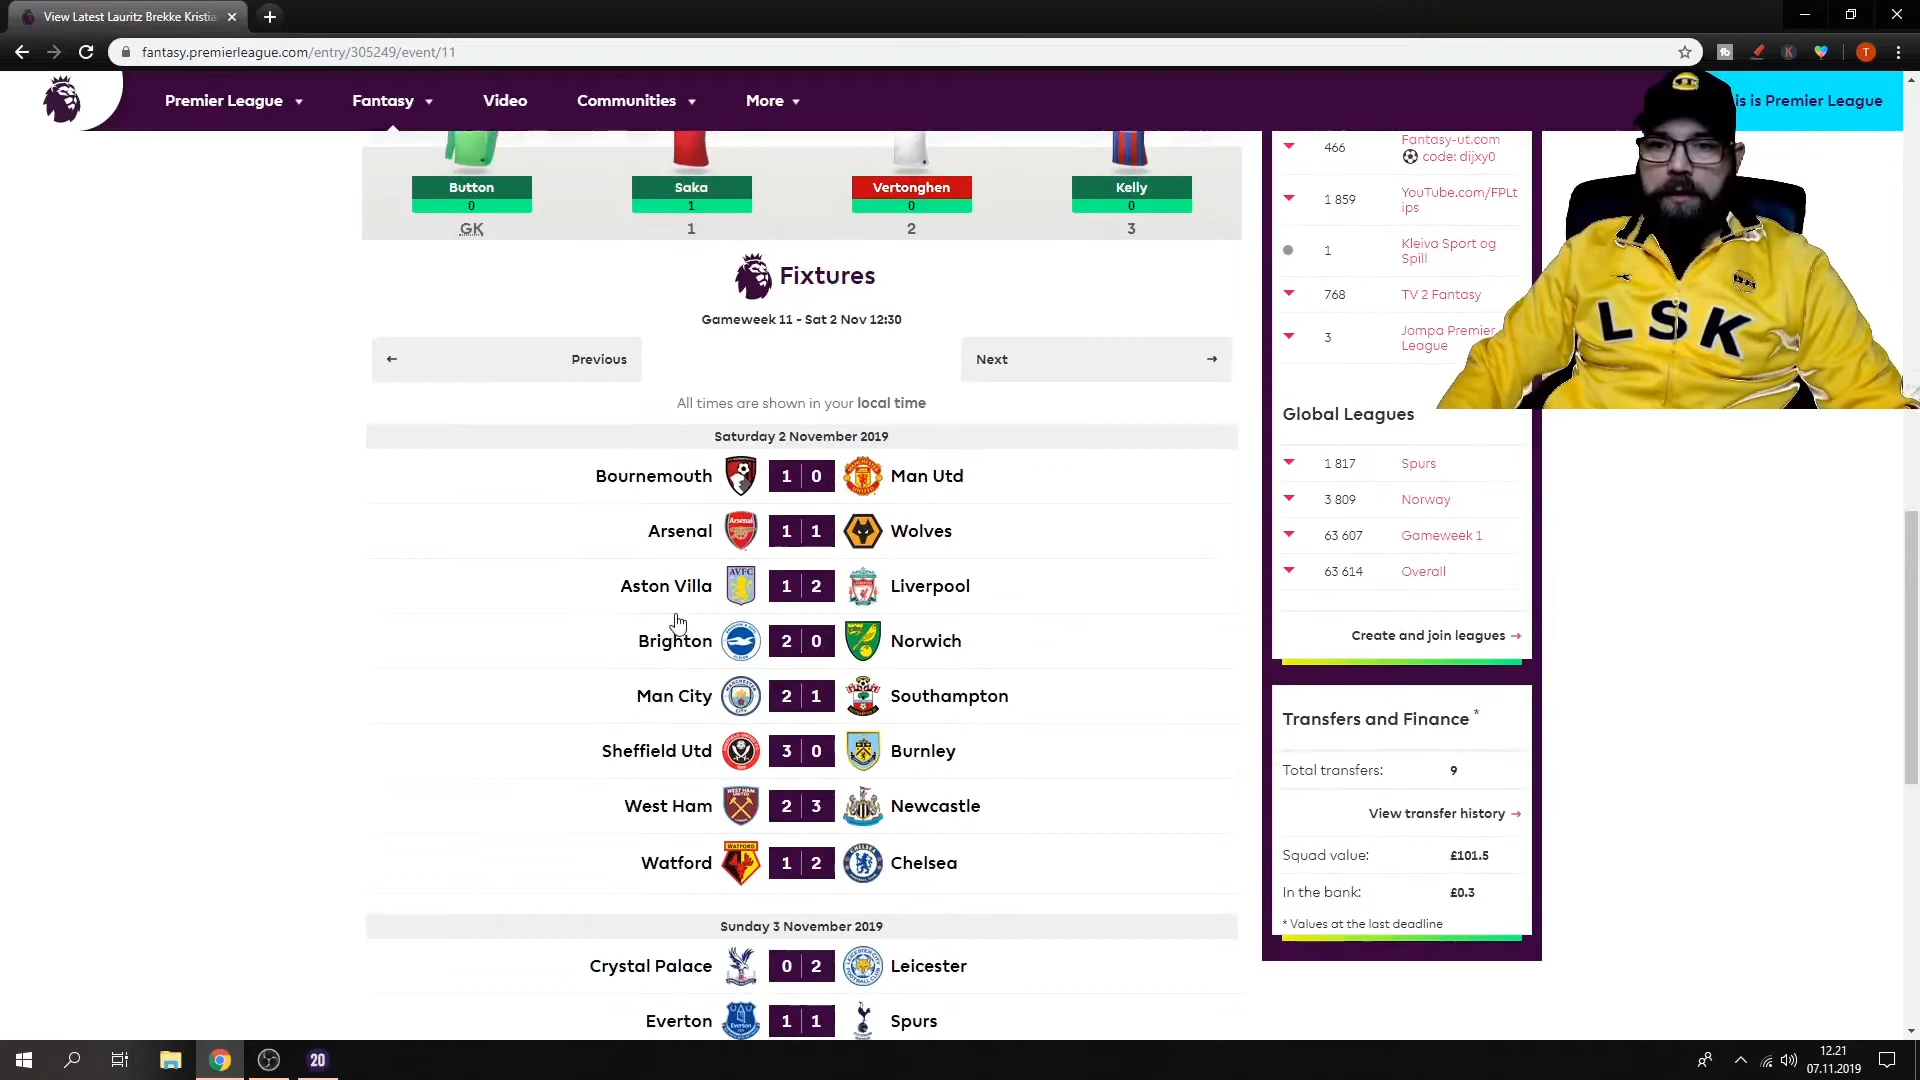 View Latest Lauritz Brekke Kristia
fantasy.premierleague.com/entry/305249/event/11
T
Premier League
Fantasy
Video
Communities
More
is is Premier League
Button
0
GK
Saka
1
1
Vertonghen
0
2
Kelly
0
3
Fixtures
Gameweek 11 - Sat 2 Nov 12:30
← Previous
Next →
All times are shown in your local time
Saturday 2 November 2019
Bournemouth 1 0 Man Utd
Arsenal 1 1 Wolves
Aston Villa AVFC 1 2 Liverpool
Brighton 2 0 Norwich
Man City 2 1 Southampton
Sheffield Utd 3 0 Burnley
West Ham 2 3 Newcastle
Watford 1 2 Chelsea
Sunday 3 November 2019
Crystal Palace 0 2 Leicester
Everton 1 1 Spurs
466 Fantasy-ut.com
code: dijxy0
1 859 YouTube.com/FPLt
ips
1 Kleiva Sport og
Spill
768 TV 2 Fantasy
3 Jompa Premier
League
LSK
Global Leagues
1 817 Spurs
3 809 Norway
63 607 Gameweek 1
63 614 Overall
Create and join leagues →
Transfers and Finance *
Total transfers: 9
View transfer history →
Squad value: £101.5
In the bank: £0.3
* Values at the last deadline
20
12.21
07.11.2019